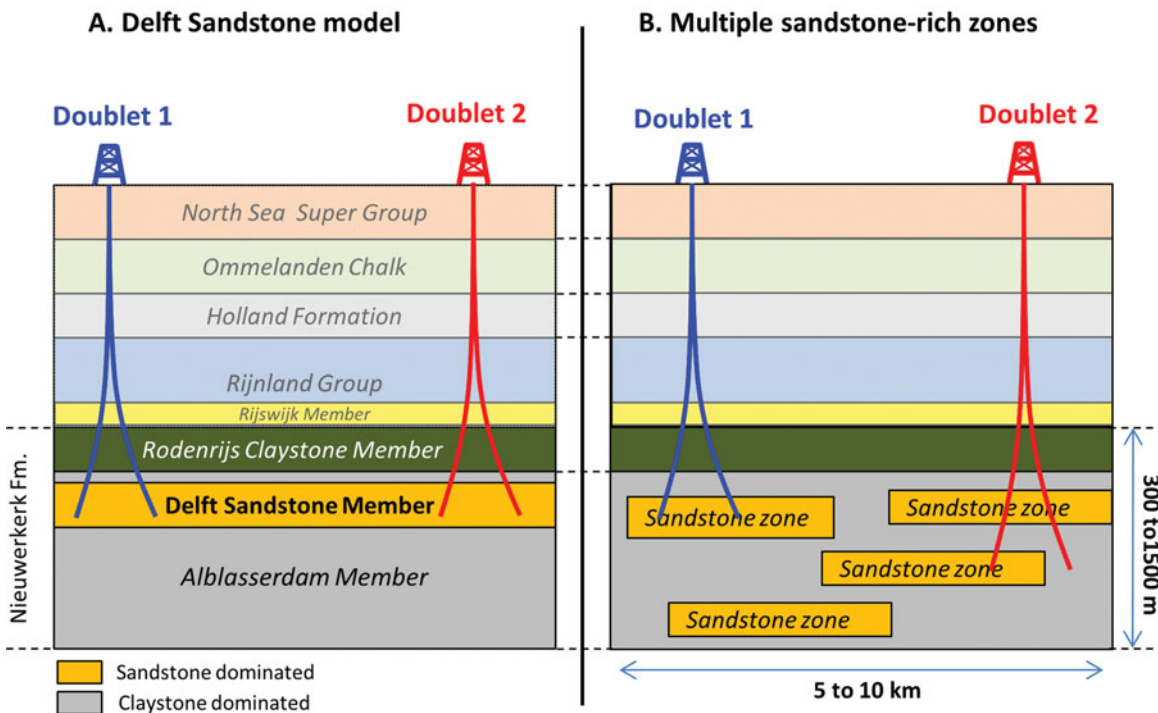 A. Delft Sandstone model
B. Multiple sandstone-rich zones
Doublet 1
Doublet 2
Doublet 1
Doublet 2
North Sea Super Group
Ommelanden Chalk
Holland Formation
Rijnland Group
Rijswijk Member
Rodenrijs Claystone Member
Delft Sandstone Member
Alblasserdam Member
Nieuwerkerk Fm.
Sandstone zone
Sandstone zone
Sandstone zone
Sandstone zone
300 to1500 m
5 to 10 km
Sandstone dominated
Claystone dominated